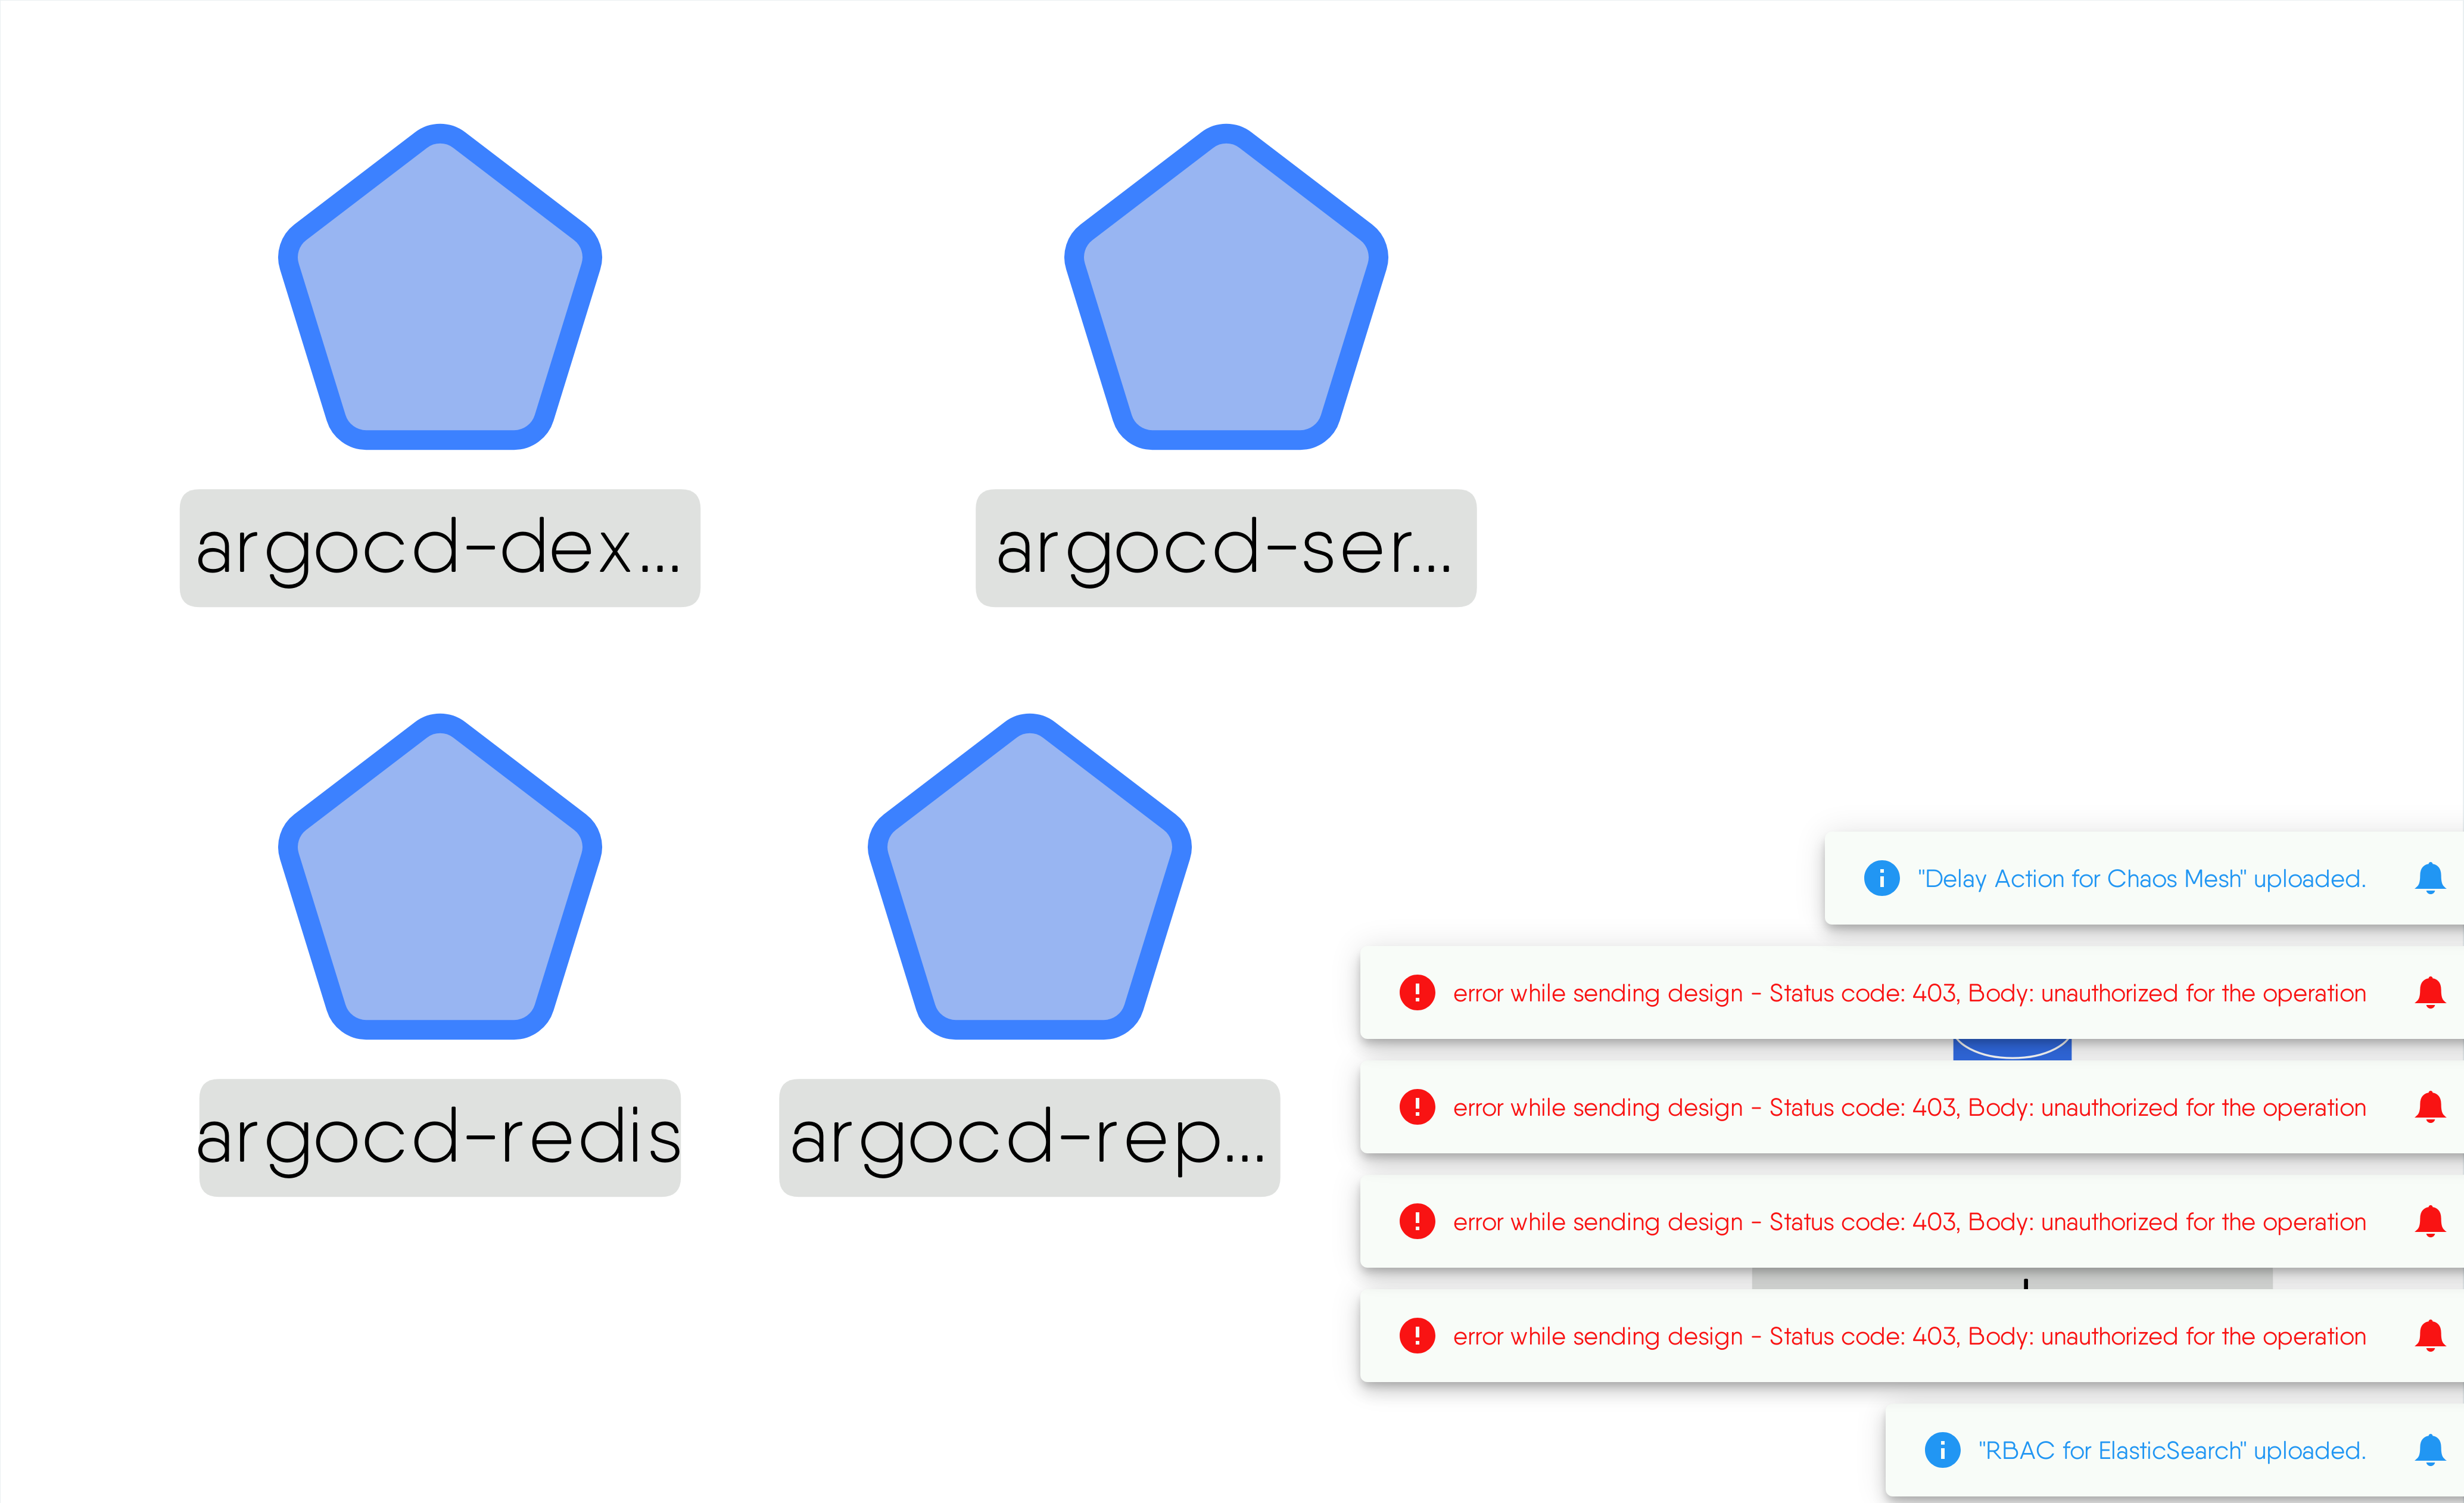 argocd-dex...
argocd-ser...
argocd-redis
argocd-rep...
"Delay Action for Chaos Mesh" uploaded.
error while sending design - Status code: 403, Body: unauthorized for the operation
error while sending design - Status code: 403, Body: unauthorized for the operation
error while sending design - Status code: 403, Body: unauthorized for the operation
error while sending design - Status code: 403, Body: unauthorized for the operation
"RBAC for ElasticSearch" uploaded.